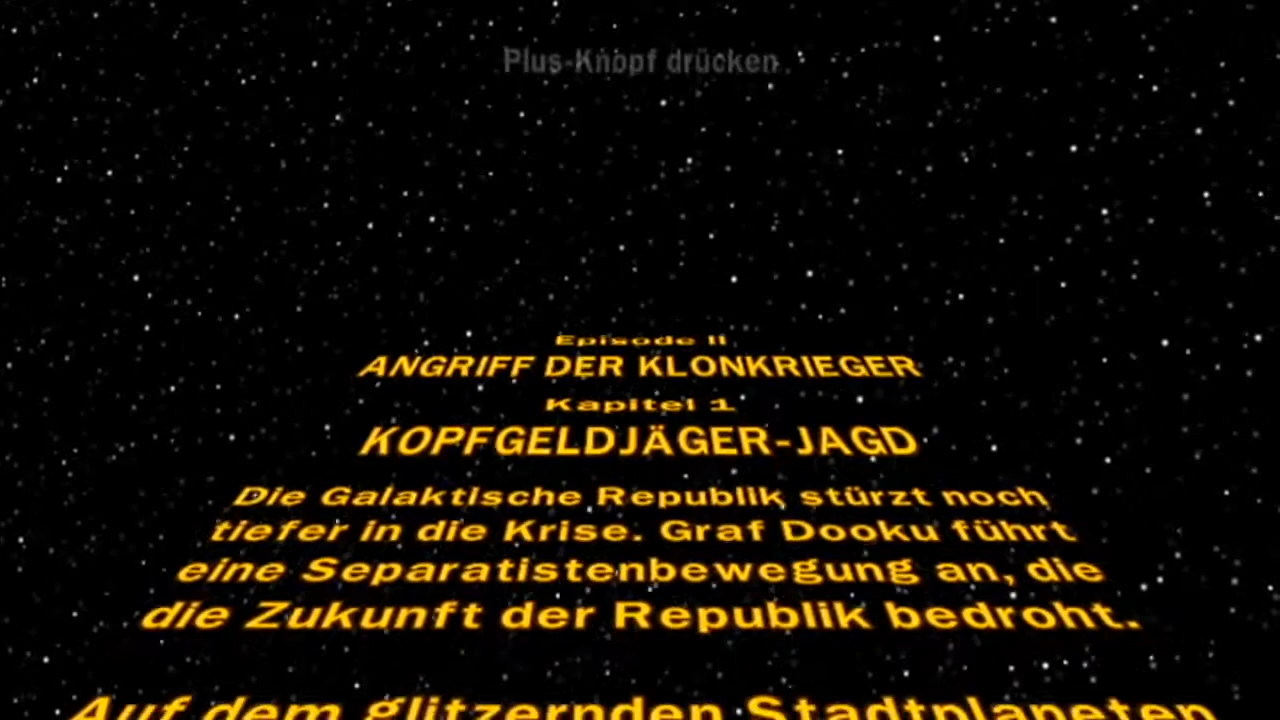 Plus-Knopf drücken
Episode II
ANGRIFF DER KLONKRIEGER
Kapitel 1
KOPFGELDJÄGER-JAGD
Die Galaktische Republik stürzt noch
tiefer in die Krise. Graf Dooku führt
eine Separatistenbewegung an, die
die Zukunft der Republik bedroht.
Auf dem glitzernden Stadtplaneten